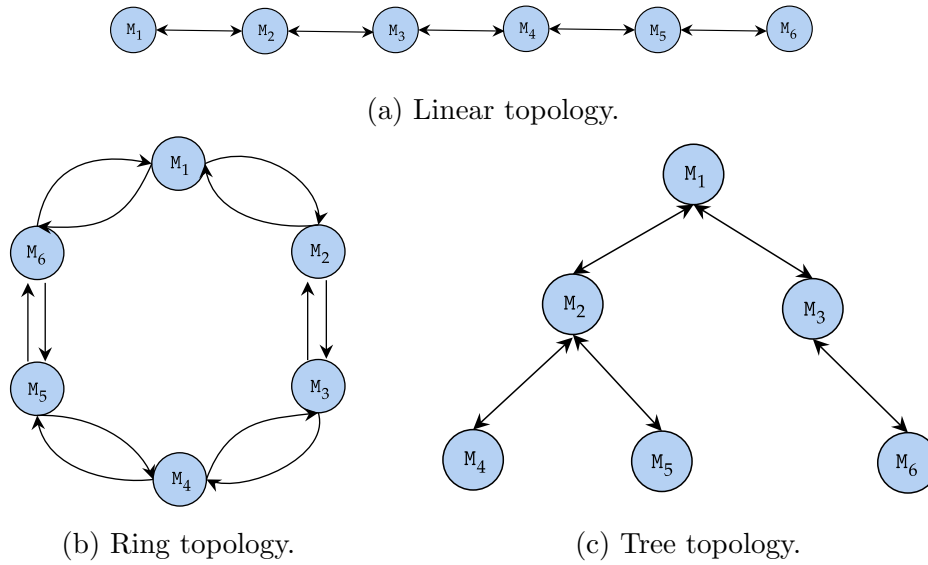 M1 M2 M3 M4 M5 M6
(a) Linear topology.
M1
M6 M2
M5 M3
M4
(b) Ring topology.
M1
M2 M3
M4 M5 M6
(c) Tree topology.